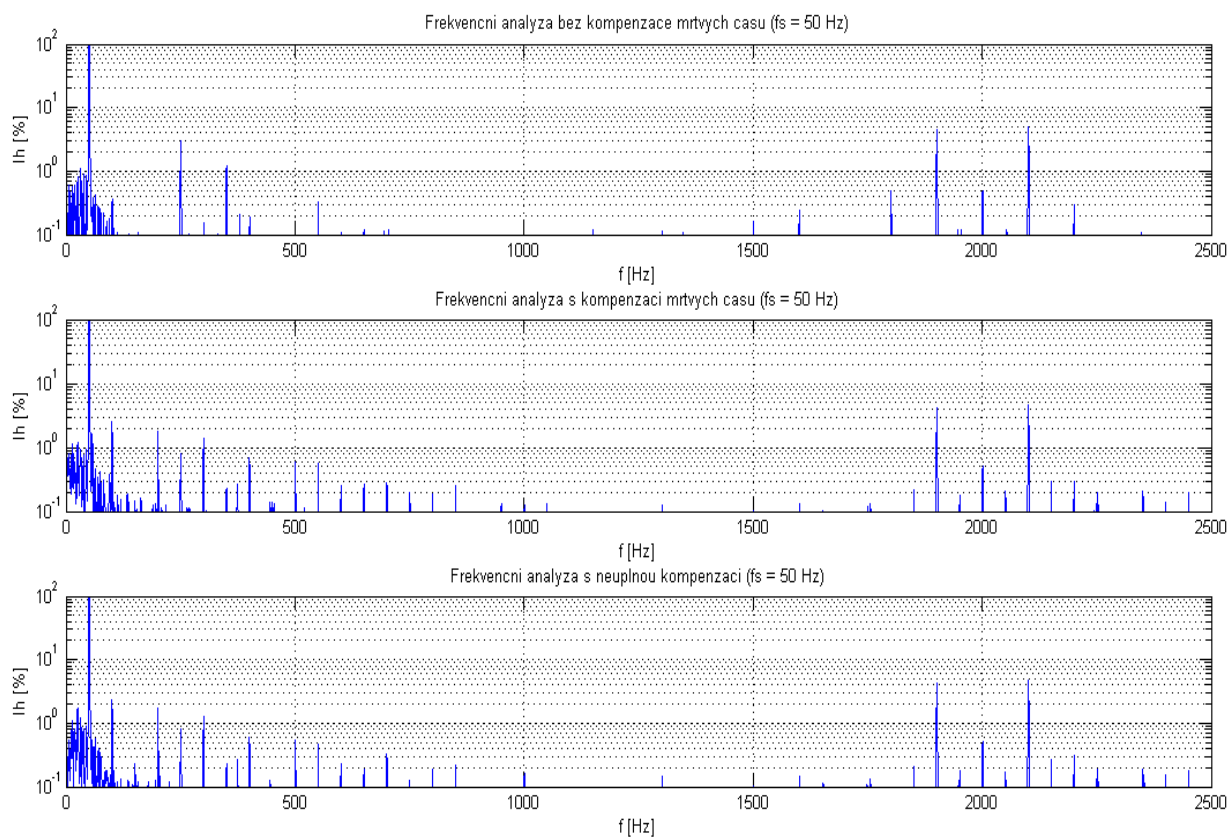 Frekvencni analyza bez kompenzace mrtvych casu (fs = 50 Hz)
10^2
10^1
10^0
10^-1
Ih [%]
0 500 1000 1500 2000 2500
f [Hz]
Frekvencni analyza s kompenzaci mrtvych casu (fs = 50 Hz)
10^2
10^1
10^0
10^-1
Ih [%]
0 500 1000 1500 2000 2500
f [Hz]
Frekvencni analyza s neuplnou kompenzaci (fs = 50 Hz)
10^2
10^1
10^0
10^-1
Ih [%]
0 500 1000 1500 2000 2500
f [Hz]